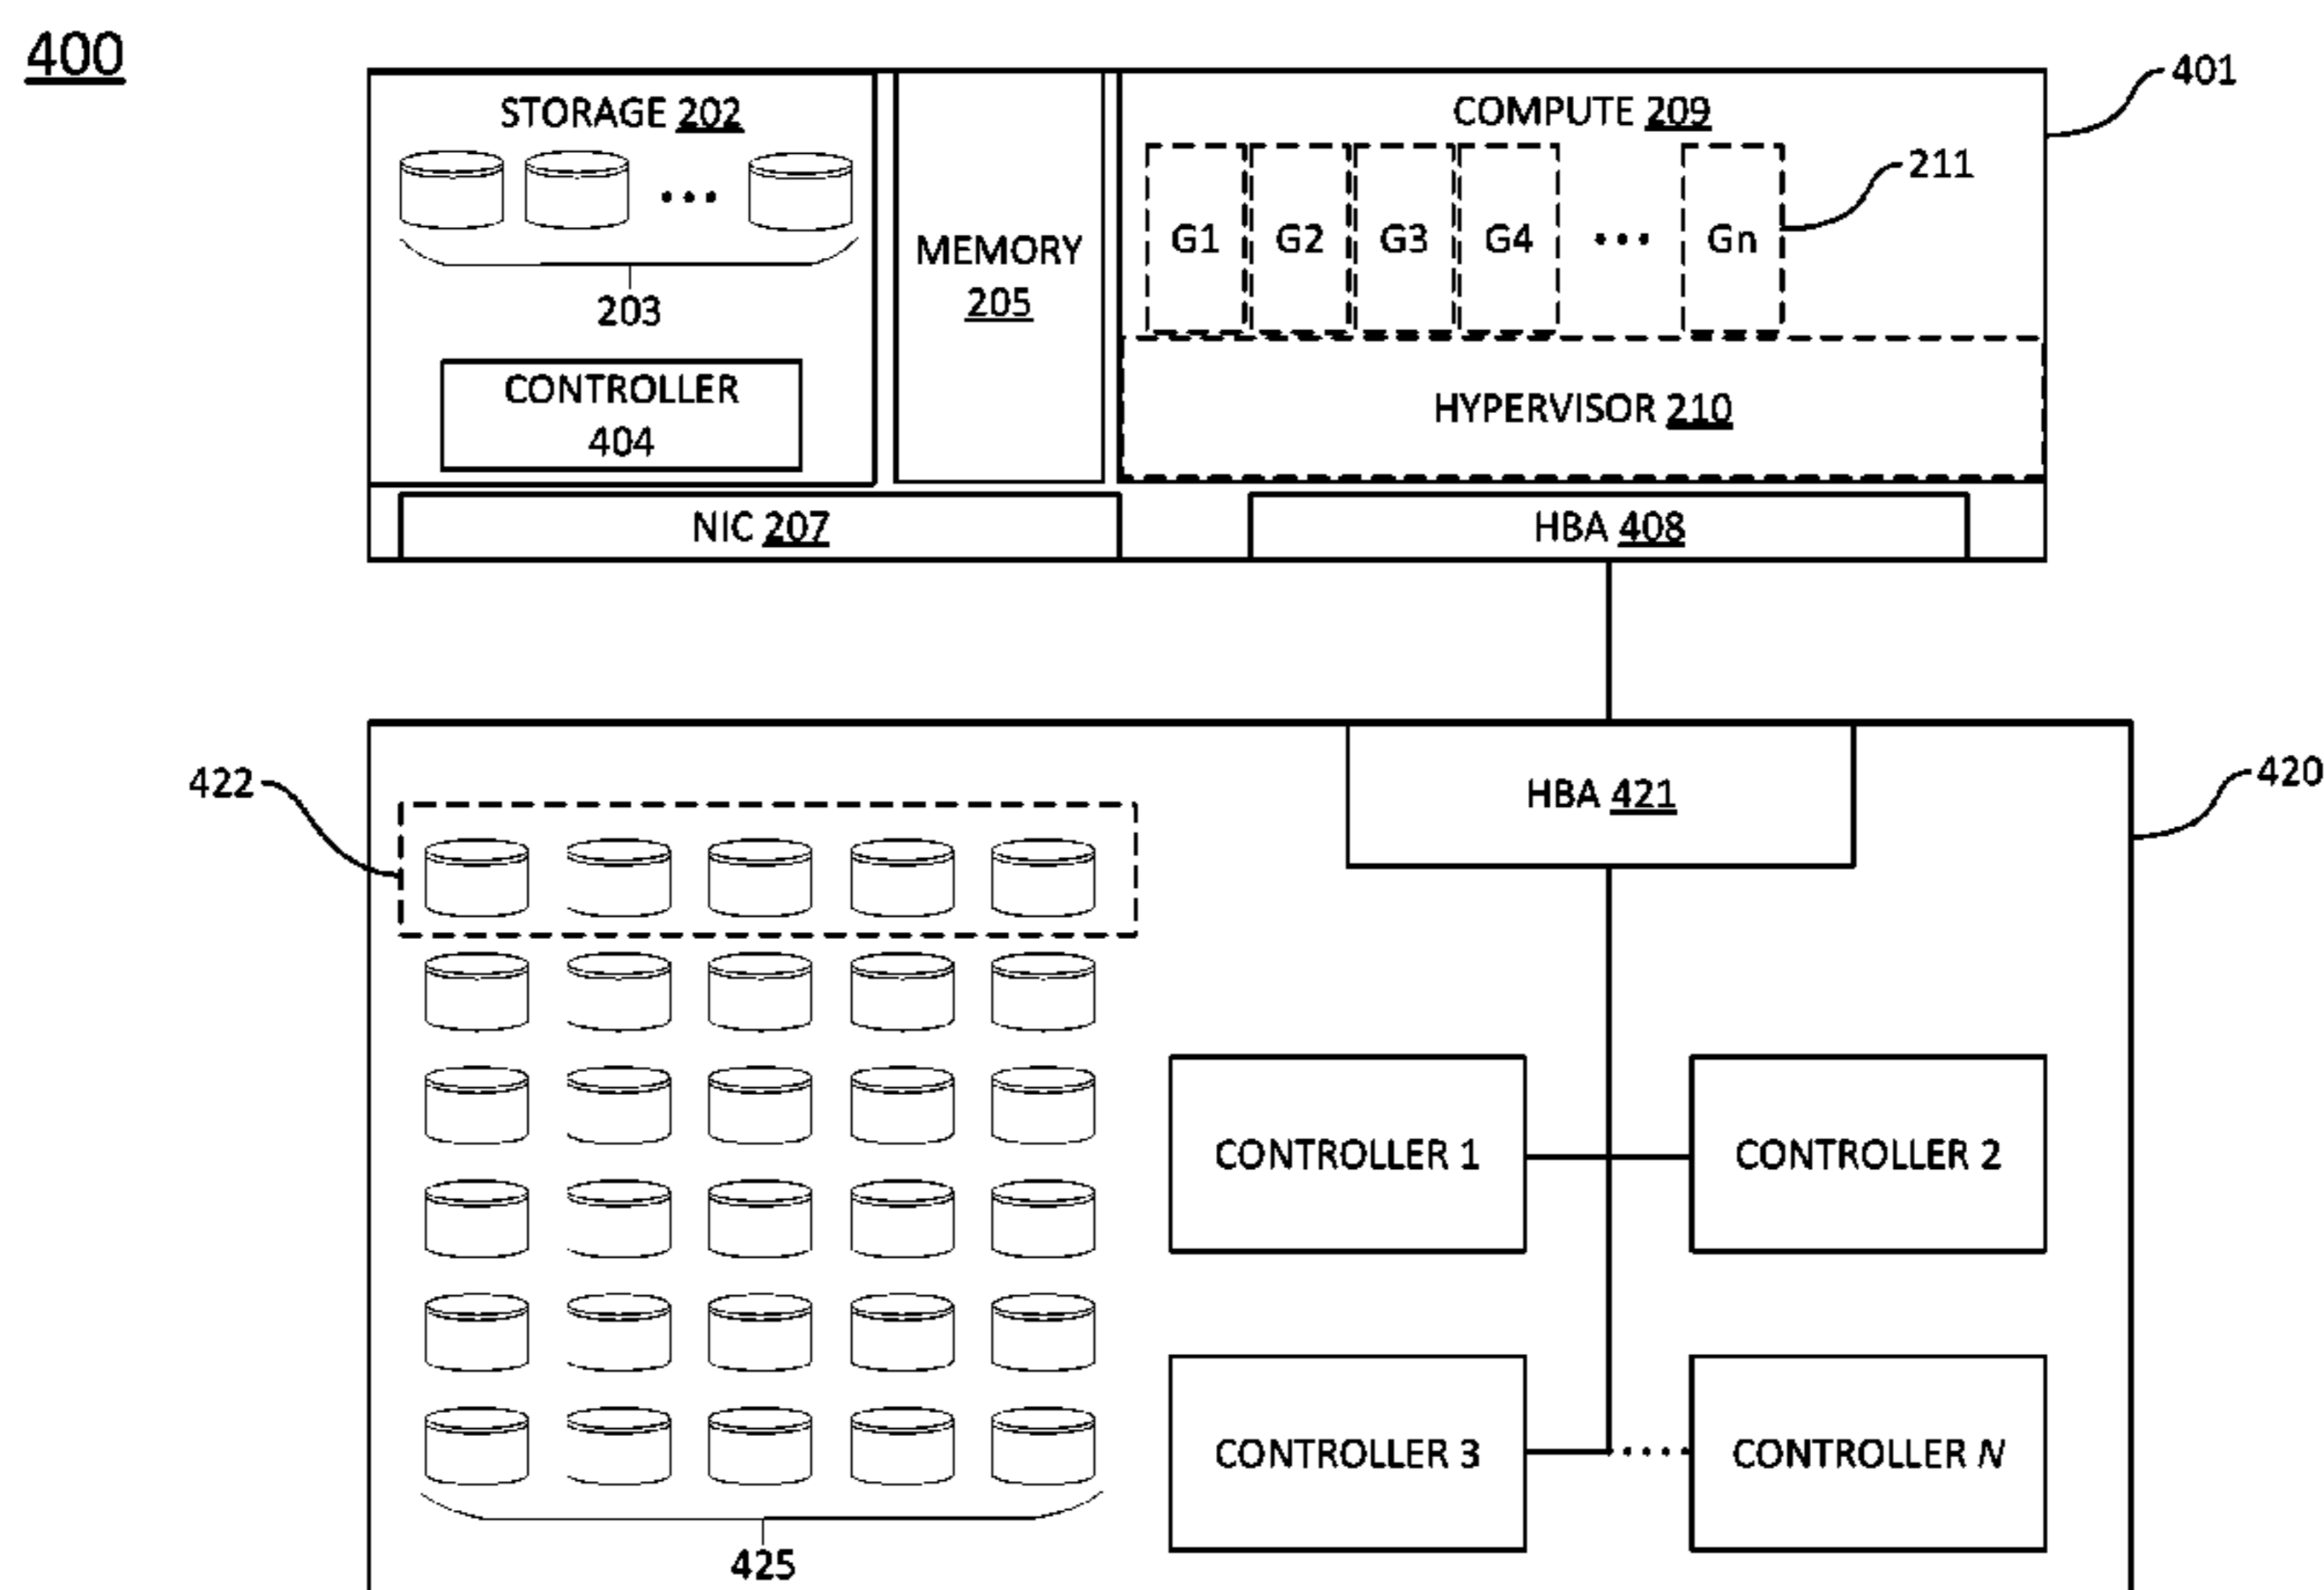 400
401
STORAGE 202
COMPUTE 209
211
G1 G2 G3 G4 ••• Gn
•••
MEMORY
205
203
CONTROLLER
404
HYPERVISOR 210
NIC 207
HBA 408
422
HBA 421
420
CONTROLLER 1
CONTROLLER 2
CONTROLLER 3
CONTROLLER N
425